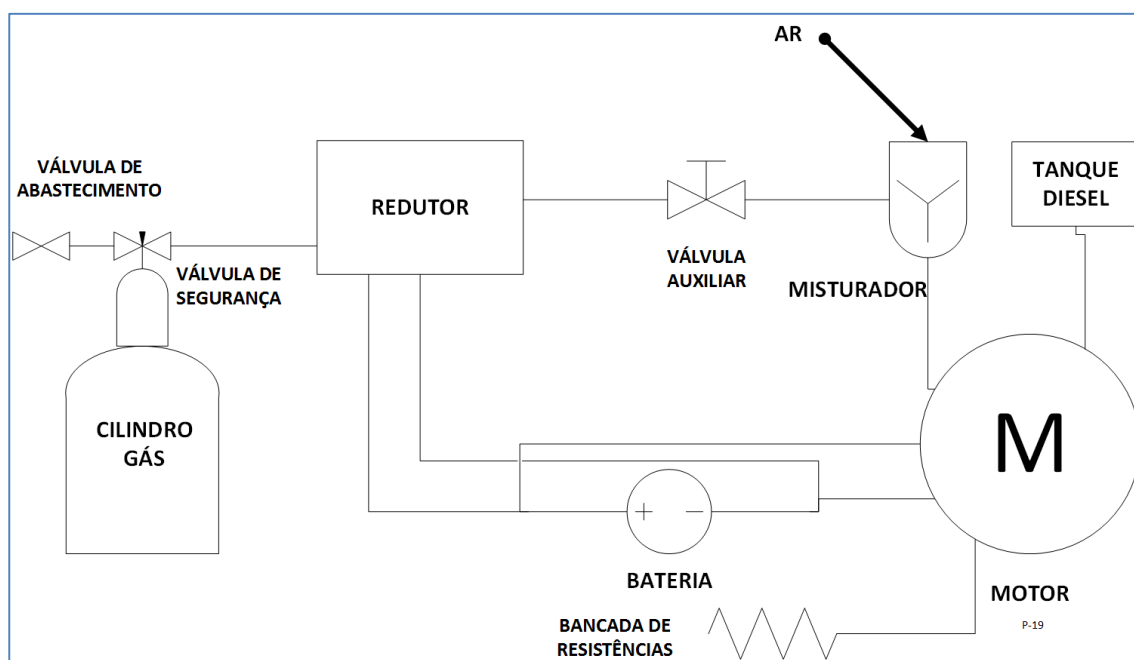 AR
VÁLVULA DE
ABASTECIMENTO
REDUTOR
TANQUE
DIESEL
VÁLVULA DE
SEGURANÇA
VÁLVULA
AUXILIAR
MISTURADOR
CILINDRO
GÁS
M
+ −
BATERIA
MOTOR
P-19
BANCADA DE
RESISTÊNCIAS